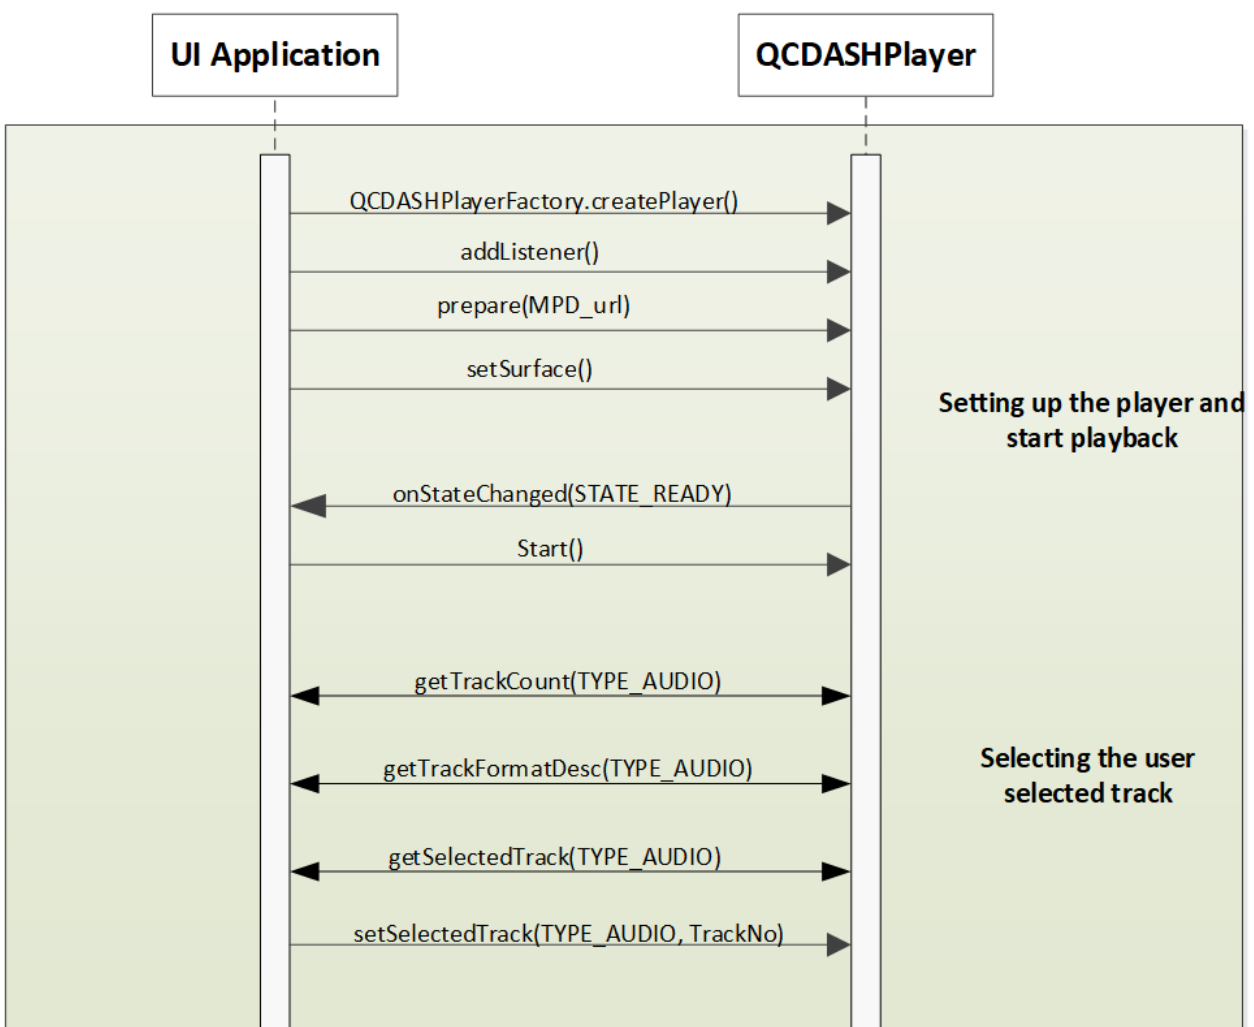 UI Application
QCDASHPlayer
QCDASHPlayerFactory.createPlayer()
addListener()
prepare(MPD_url)
setSurface()
Setting up the player and
start playback
onStateChanged(STATE_READY)
Start()
getTrackCount(TYPE_AUDIO)
getTrackFormatDesc(TYPE_AUDIO)
Selecting the user
selected track
getSelectedTrack(TYPE_AUDIO)
setSelectedTrack(TYPE_AUDIO, TrackNo)